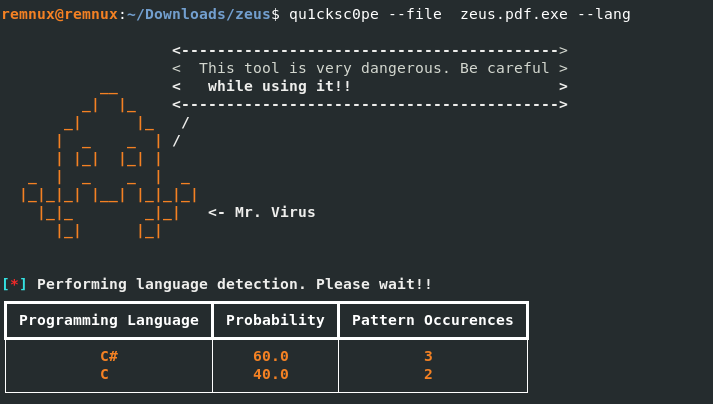 remnux@remnux:~/Downloads/zeus$ qu1cksc0pe --file  zeus.pdf.exe --lang
<------------------------------------------>
<  This tool is very dangerous. Be careful >
<   while using it!!                       >
<------------------------------------------>
<- Mr. Virus
[*] Performing language detection. Please wait!!
Programming Language Probability Pattern Occurences
C# 60.0 3
C 40.0 2